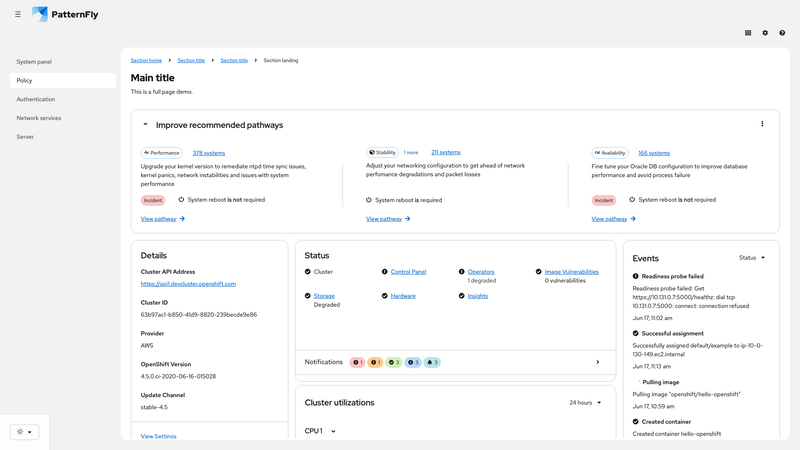 PatternFly
System panel
Policy
Authentication
Network services
Server
Section home
Section title
Section title
Section landing
Main title
This is a full page demo.
Improve recommended pathways
Performance
378 systems
Upgrade your kernel version to remediate ntpd time sync issues,
kernel panics, network instabilities and issues with system
performance
Incident
System reboot is not required
View pathway
Stability
1 more
211 systems
Adjust your networking configuration to get ahead of network
perfomance degradations and packet losses
System reboot is required
View pathway
Availability
166 systems
Fine tune your Oracle DB configuration to improve database
performance and avoid process failure
Incident
System reboot is not required
View pathway
Details
Cluster API Address
https://api1.devcluster.openshift.com
Cluster ID
63b97ac1-b850-41d9-8820-239becde9e86
Provider
AWS
OpenShift Version
4.5.0.ci-2020-06-16-015028
Update Channel
stable-4.5
View Settings
Status
Cluster
Control Panel
Operators
1 degraded
Image Vulnerabilities
0 vulnerabilities
Storage
Degraded
Hardware
Insights
Notifications
1
1
3
3
3
Cluster utilizations
24 hours
CPU 1
Events
Status
Readiness probe failed
Readiness probe failed: Get
https://10.131.0.7:5000/healthz: dial tcp
10.131.0.7:5000: connect: connection refused
Jun 17, 11:02 am
Successful assignment
Successfully assigned default/example to ip-10-0-
130-149.ec2.internal
Jun 17, 11:13 am
Pulling image
Pulling image "openshift/hello-openshift"
Jun 17, 10:59 am
Created container
Created container hello-openshift